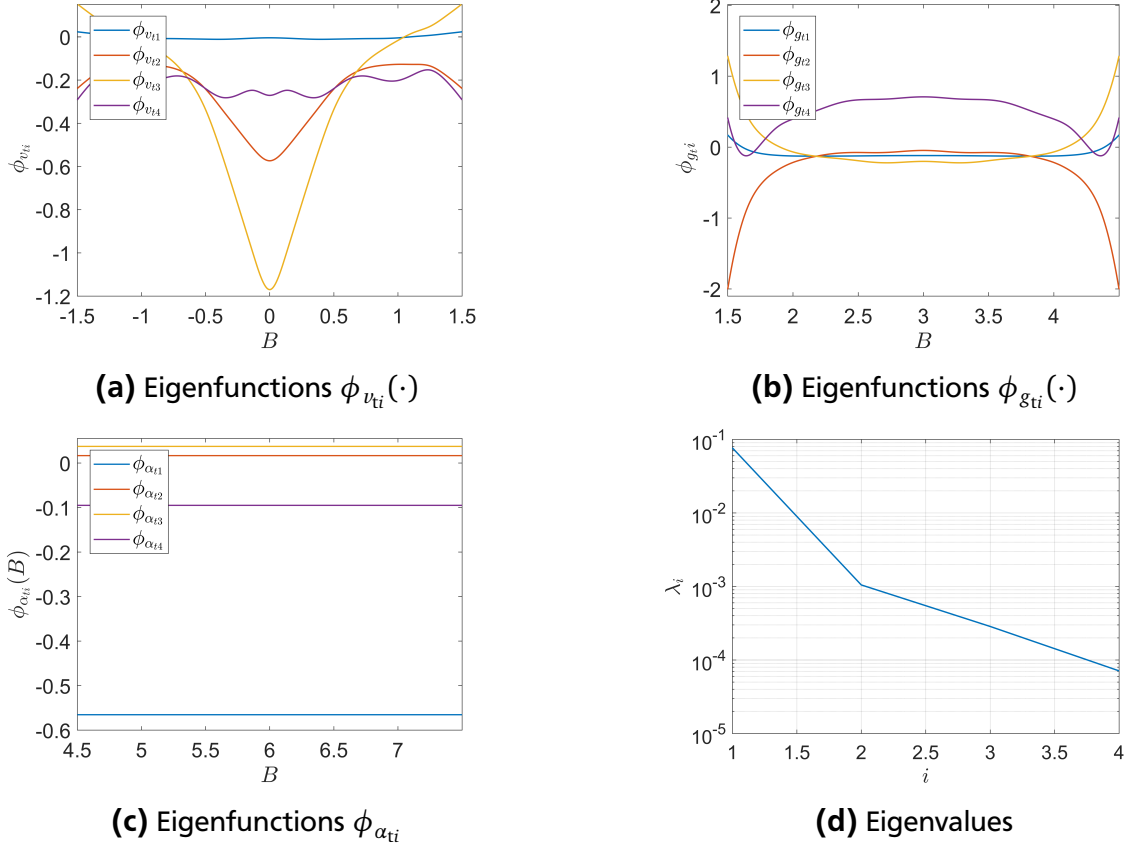 0
-0.2
-0.4
-0.6
-0.8
-1
-1.2
ϕ_{v_{ti}}
ϕ_{v_{t1}}
ϕ_{v_{t2}}
ϕ_{v_{t3}}
ϕ_{v_{t4}}
-1.5 -1 -0.5 0 0.5 1 1.5
B
(a) Eigenfunctions ϕ_{v_{ti}}(·)
2
1
0
-1
-2
ϕ_{g_t i}
ϕ_{g_{t1}}
ϕ_{g_{t2}}
ϕ_{g_{t3}}
ϕ_{g_{t4}}
1.5 2 2.5 3 3.5 4
B
(b) Eigenfunctions ϕ_{g_{ti}}(·)
0
-0.1
-0.2
-0.3
-0.4
-0.5
-0.6
ϕ_{α_{ti}}(B)
ϕ_{α_{t1}}
ϕ_{α_{t2}}
ϕ_{α_{t3}}
ϕ_{α_{t4}}
4.5 5 5.5 6 6.5 7
B
(c) Eigenfunctions ϕ_{α_{ti}}
10^{-1}
10^{-2}
10^{-3}
10^{-4}
10^{-5}
λ_i
1 1.5 2 2.5 3 3.5 4
i
(d) Eigenvalues